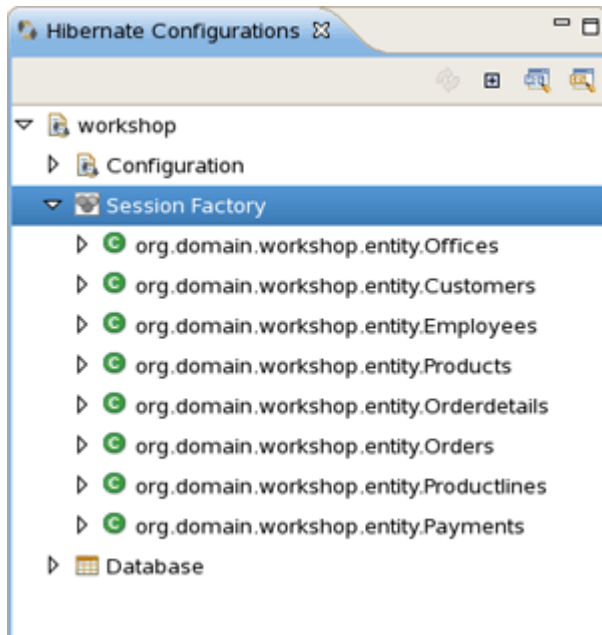 Hibernate Configurations
workshop
Configuration
Session Factory
org.domain.workshop.entity.Offices
org.domain.workshop.entity.Customers
org.domain.workshop.entity.Employees
org.domain.workshop.entity.Products
org.domain.workshop.entity.Orderdetails
org.domain.workshop.entity.Orders
org.domain.workshop.entity.Productlines
org.domain.workshop.entity.Payments
Database